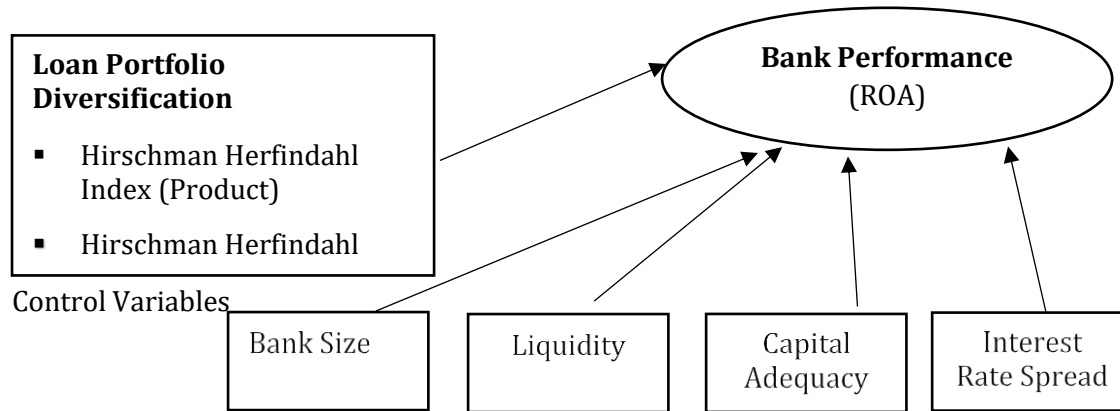 Loan Portfolio
Diversification
▪ Hirschman Herfindahl
Index (Product)
▪ Hirschman Herfindahl
Bank Performance
(ROA)
Control Variables
Bank Size
Liquidity
Capital
Adequacy
Interest
Rate Spread